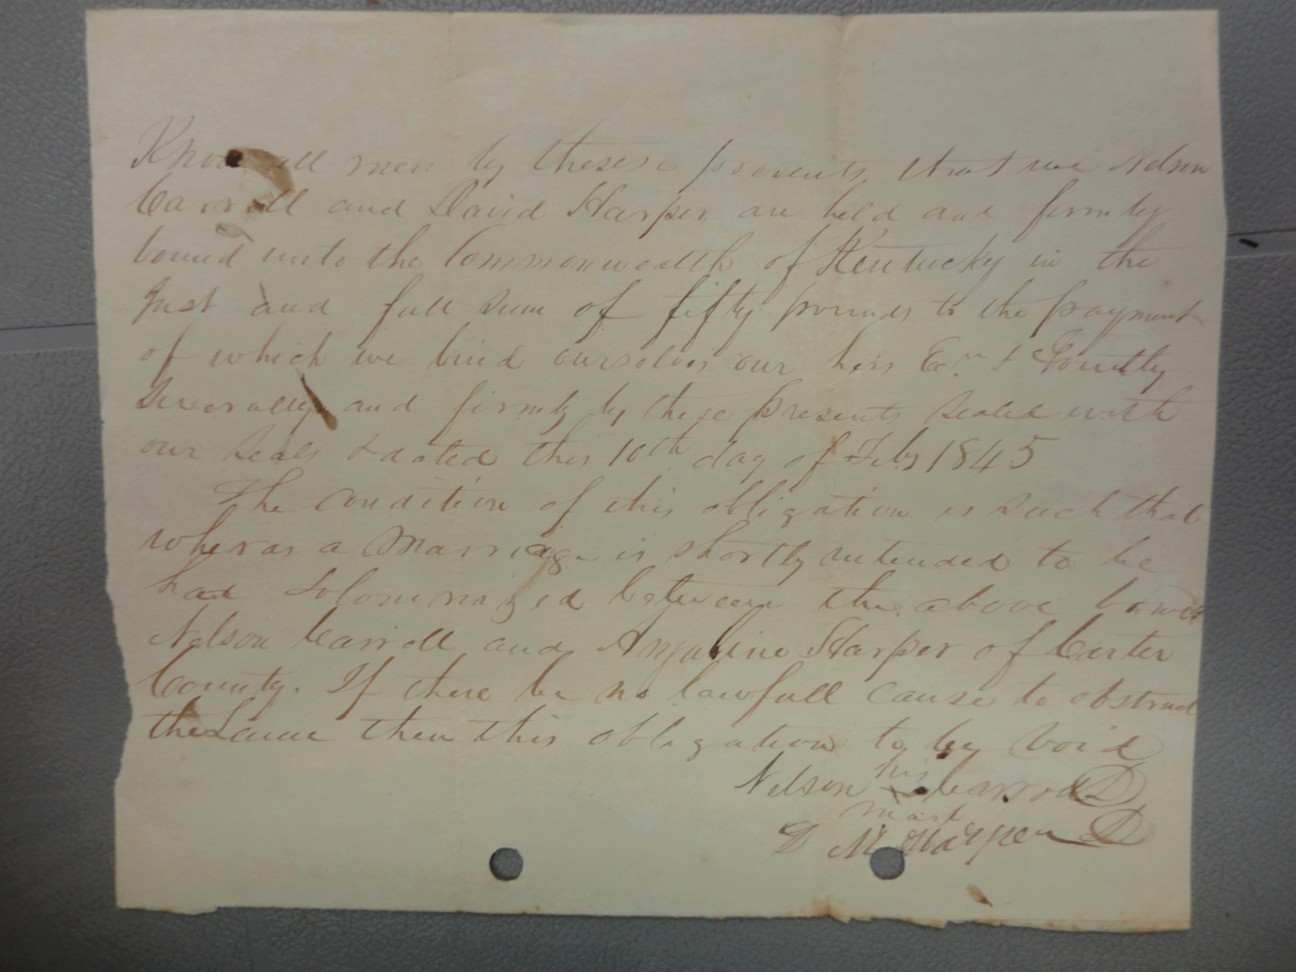 Know all men by these presents that we Nelson
Carroll and David Harper are held and firmly
bound unto the Commonwealth of Kentucky in the
Just and full sum of fifty pounds to the payment
of which we bind ourselves our hirs &c Jointly
Severally and firmly by these presents Sealed with
our Seals & dated this 10th day of Feby 1845
The condition of this obligation is Such that
wheras a Marriage is shortly intended to be
had Solomnized between the above bound
Nelson Carroll and Angaline Harper of Carter
County. If there be no lawfull cause to obstruct
the Same then this obligation to be void
Nelson his Carroll
mark
D M Harper